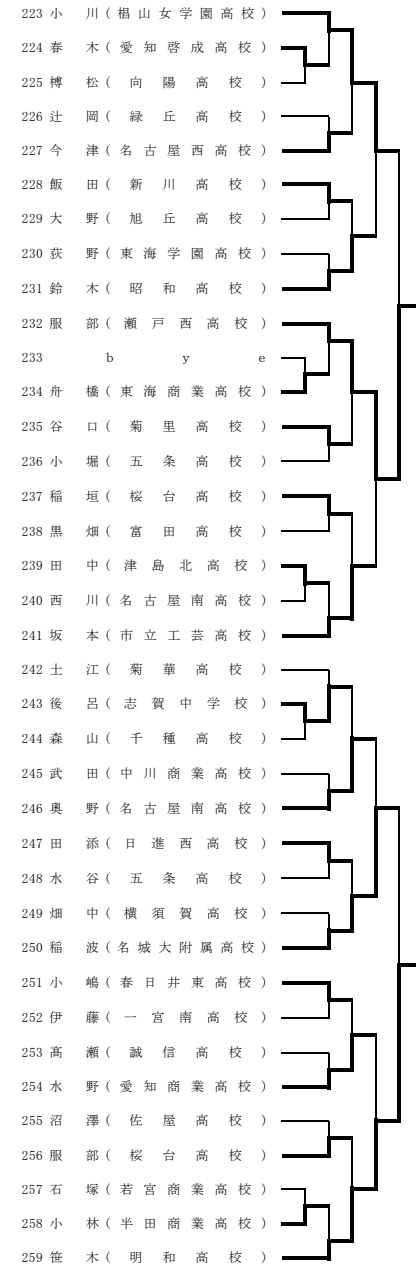 223 小川(椙山女学園高校)
224 春木(愛知啓成高校)
225 榑松(向陽高校)
226 辻岡(緑丘高校)
227 今津(名古屋西高校)
228 飯田(新川高校)
229 大野(旭丘高校)
230 荻野(東海学園高校)
231 鈴木(昭和高校)
232 服部(瀬戸西高校)
233 bye
234 舟橋(東海商業高校)
235 谷口(菊里高校)
236 小堀(五条高校)
237 稲垣(桜台高校)
238 黒畑(富田高校)
239 田中(津島北高校)
240 西川(名古屋南高校)
241 坂本(市立工芸高校)
242 土江(菊華高校)
243 後呂(志賀中学校)
244 森山(千種高校)
245 武田(中川商業高校)
246 奥野(名古屋南高校)
247 田添(日進西高校)
248 水谷(五条高校)
249 畑中(横須賀高校)
250 稲波(名城大附属高校)
251 小嶋(春日井東高校)
252 伊藤(一宮南高校)
253 髙瀬(誠信高校)
254 水野(愛知商業高校)
255 沼澤(佐屋高校)
256 服部(桜台高校)
257 石塚(若宮商業高校)
258 小林(半田商業高校)
259 笹木(明和高校)